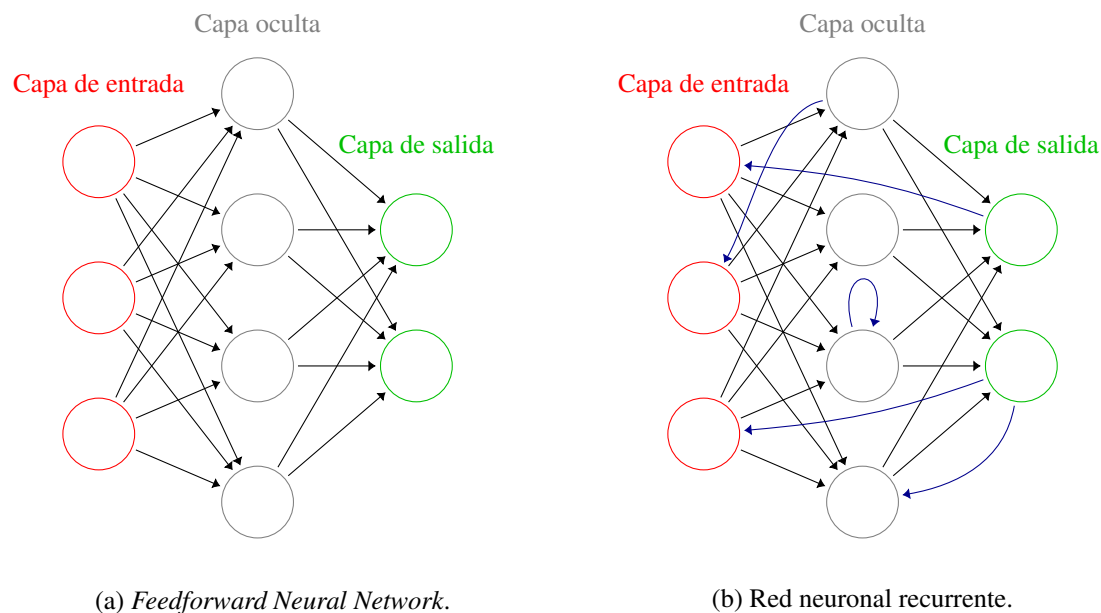 Capa oculta
Capa de entrada
Capa de salida
(a) Feedforward Neural Network.
Capa oculta
Capa de entrada
Capa de salida
(b) Red neuronal recurrente.